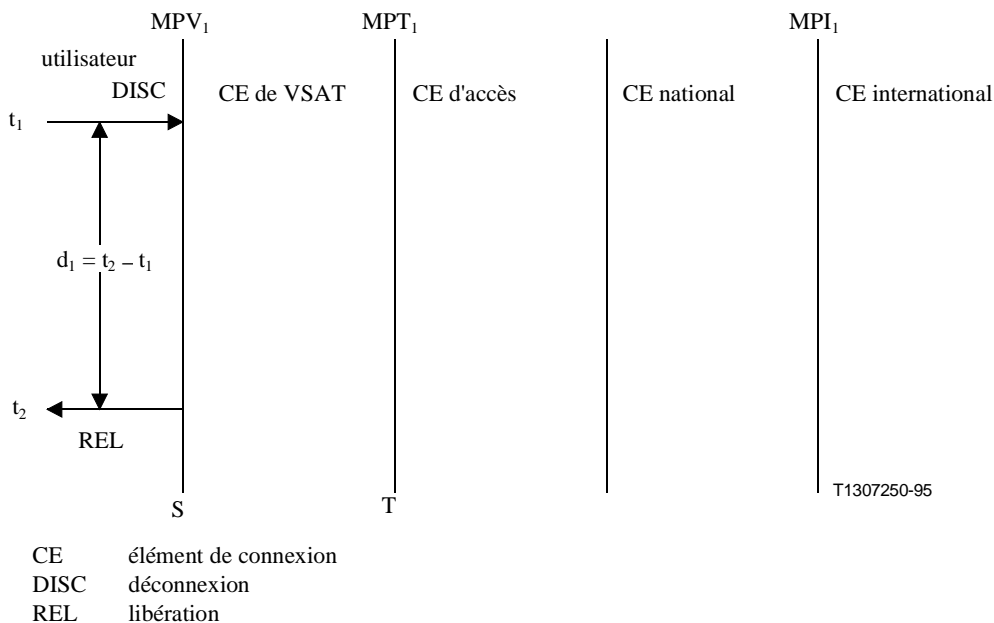 MPV₁ MPT₁ MPI₁
utilisateur
DISC CE de VSAT CE d'accès CE national CE international
t₁
d₁ = t₂ – t₁
t₂
REL
T1307250-95
S T
CE élément de connexion
DISC déconnexion
REL libération